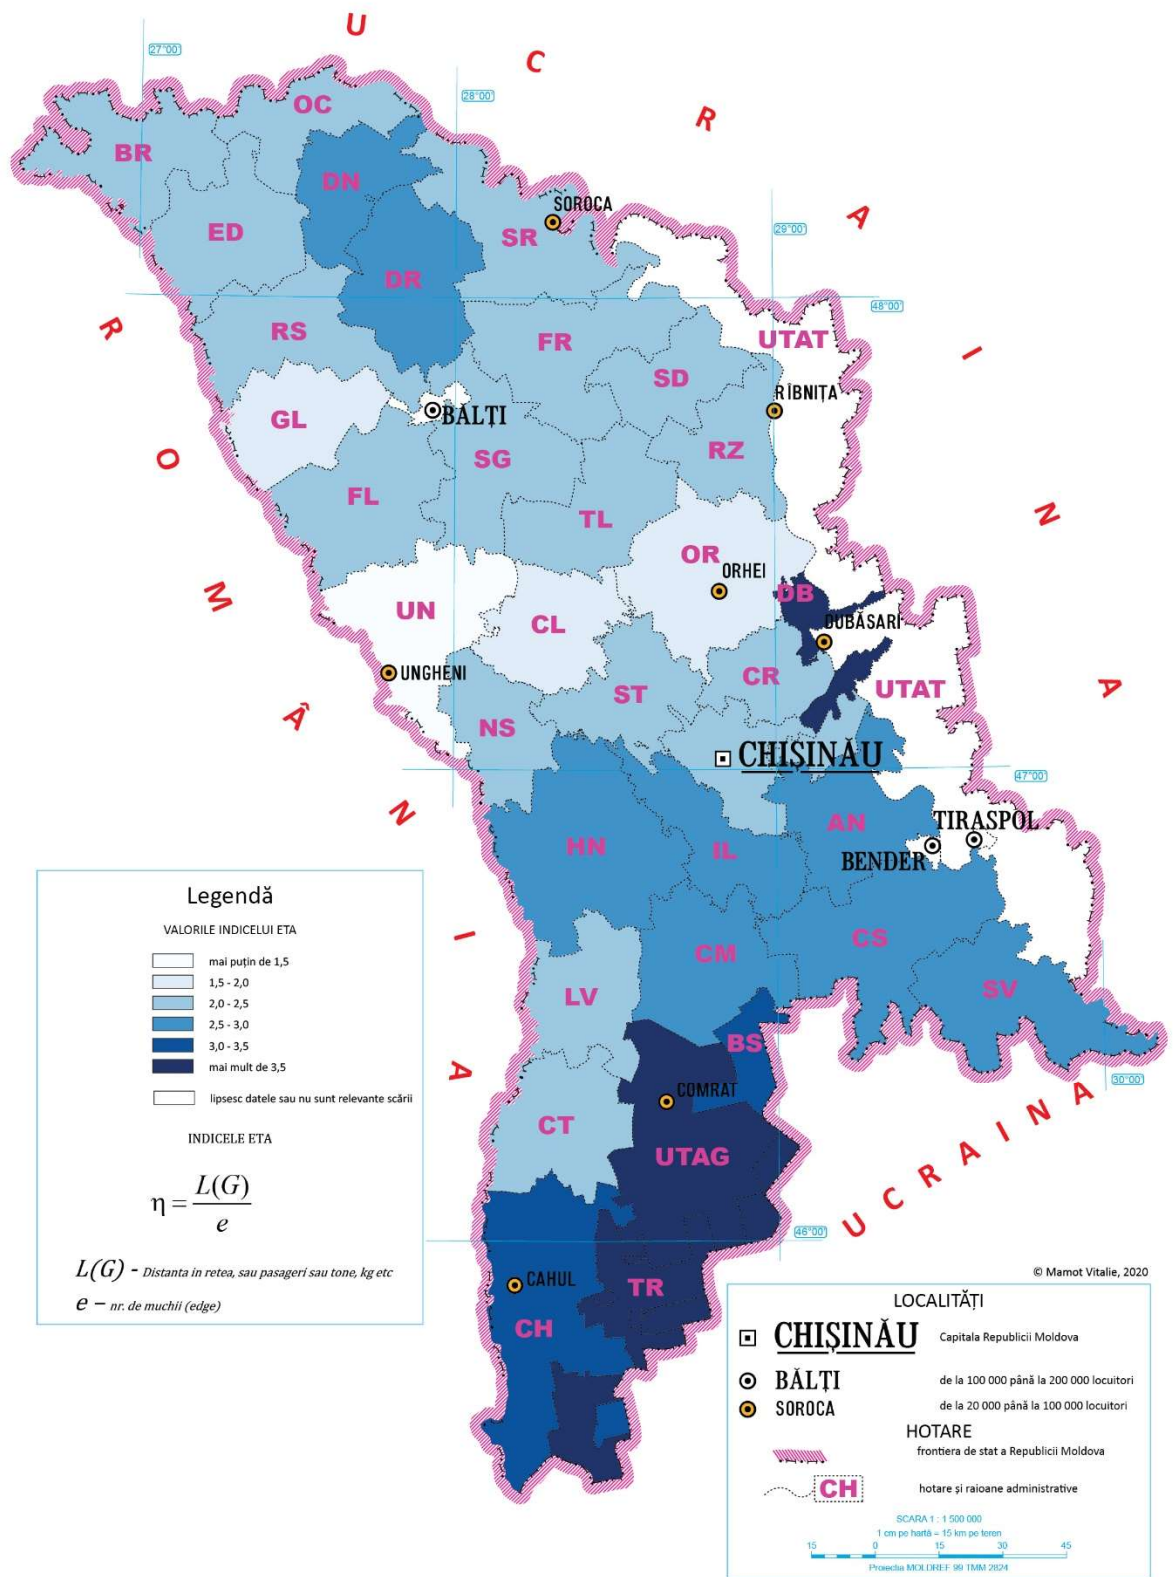 U C R A I N A
27°00'
28°00'
OC
BR
DN
SOROCA
ED
SR
29°00'
DR
48°00'
R O M Â N I A
RS
FR
UTAT
SD
RÎBNIȚA
GL
BĂLȚI
SG
RZ
FL
TL
OR
ORHEI
DB
UN
CL
DUBĂSARI
UNGHENI
ST
CR
UTAT
NS
CHIȘINĂU
47°00'
TIRASPOL
AN
HN
IL
BENDER
CS
CM
LV
SV
BS
30°00'
COMRAT
CT
UTAG
U C R A I N A
46°00'
CAHUL
TR
CH
Legendă
VALORILE INDICELUI ETA
mai puțin de 1,5
1,5 - 2,0
2,0 - 2,5
2,5 - 3,0
3,0 - 3,5
mai mult de 3,5
lipsesc datele sau nu sunt relevante scării
INDICELE ETA
η = L(G) / e
L(G) - Distanta in retea, sau pasageri sau tone, kg etc
e – nr. de muchii (edge)
© Mamot Vitalie, 2020
LOCALITĂȚI
CHIȘINĂU Capitala Republicii Moldova
BĂLȚI de la 100 000 până la 200 000 locuitori
SOROCA de la 20 000 până la 100 000 locuitori
HOTARE
frontiera de stat a Republicii Moldova
CH hotare și raioane administrative
SCARA 1 : 1 500 000
1 cm pe hartă = 15 km pe teren
15 0 15 30 45
Proiectia MOLDREF 99 TMM 2824